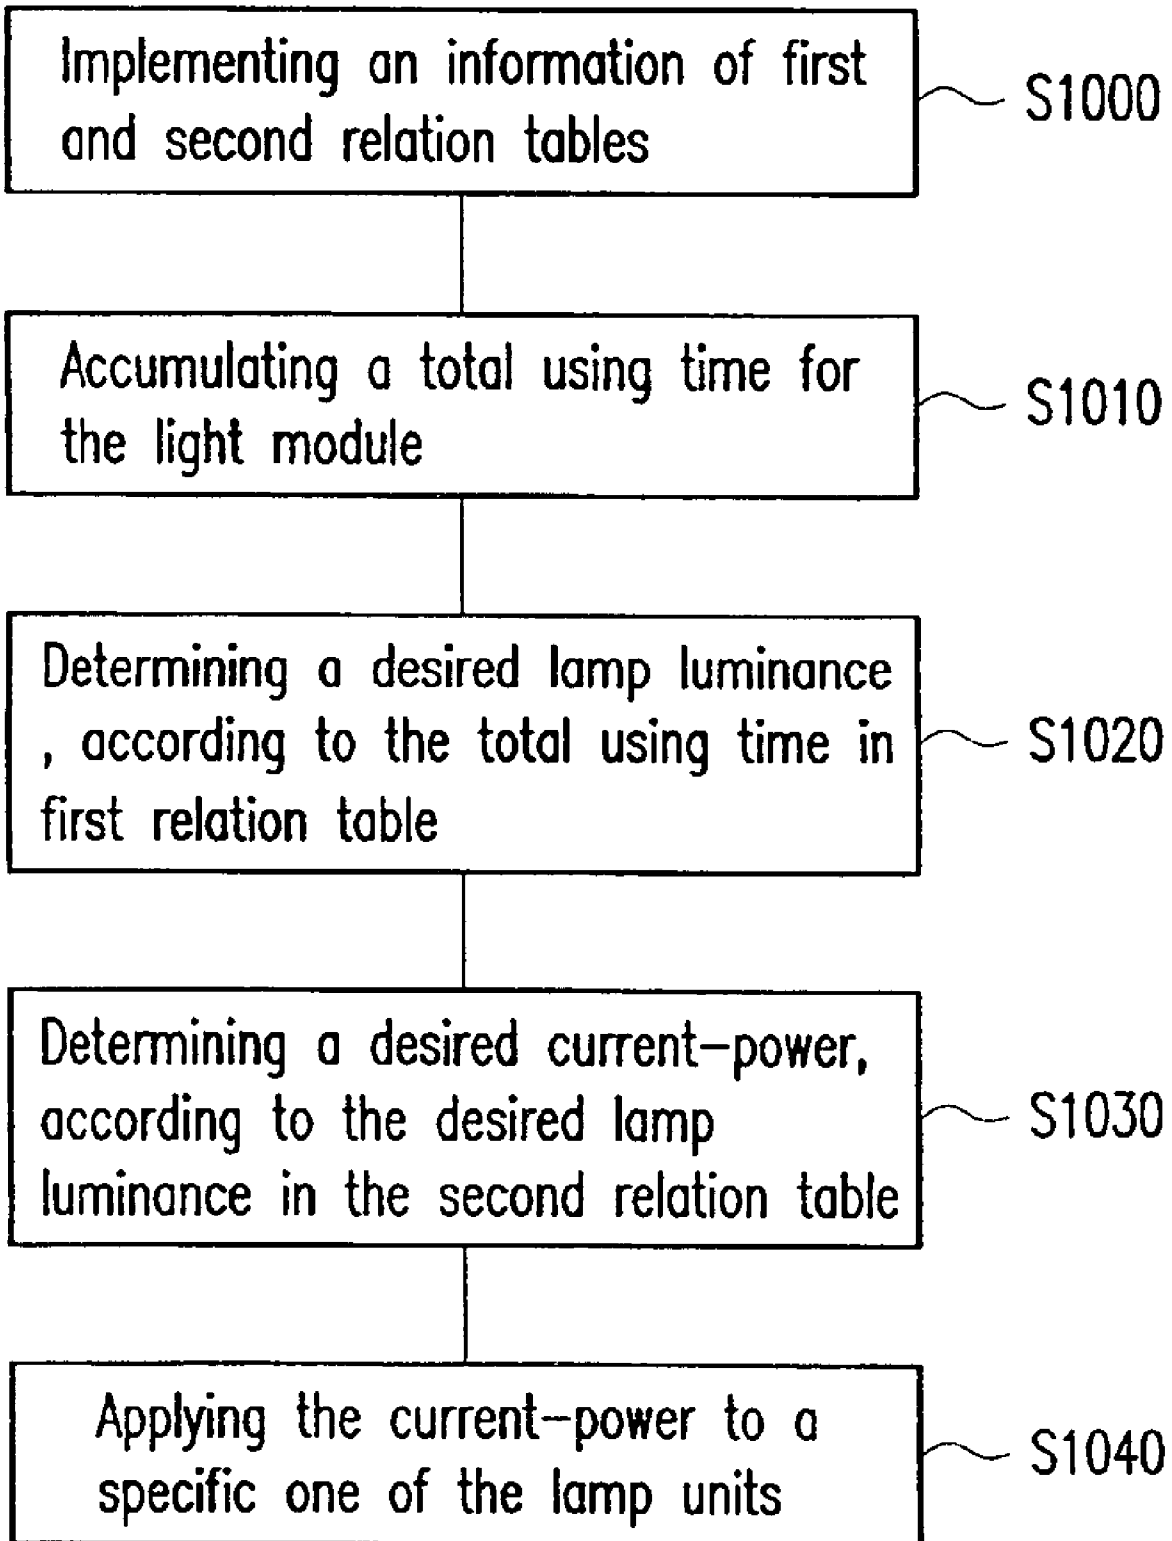 Implementing an information of first
and second relation tables
S1000
Accumulating a total using time for
the light module
S1010
Determining a desired lamp luminance
, according to the total using time in
first relation table
S1020
Determining a desired current-power,
according to the desired lamp
luminance in the second relation table
S1030
Applying the current-power to a
specific one of the lamp units
S1040